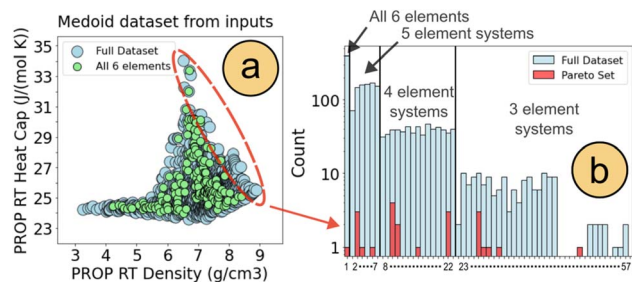 Medoid dataset from inputs
PROP RT Heat Cap (J/(mol K))
35
33
31
29
27
25
23
Full Dataset
All 6 elements
a
3 4 5 6 7 8 9
PROP RT Density (g/cm3)
All 6 elements
5 element systems
4 element
systems
3 element
systems
Full Dataset
Pareto Set
b
Count
100
10
1
1 2 7 8 22 23 57